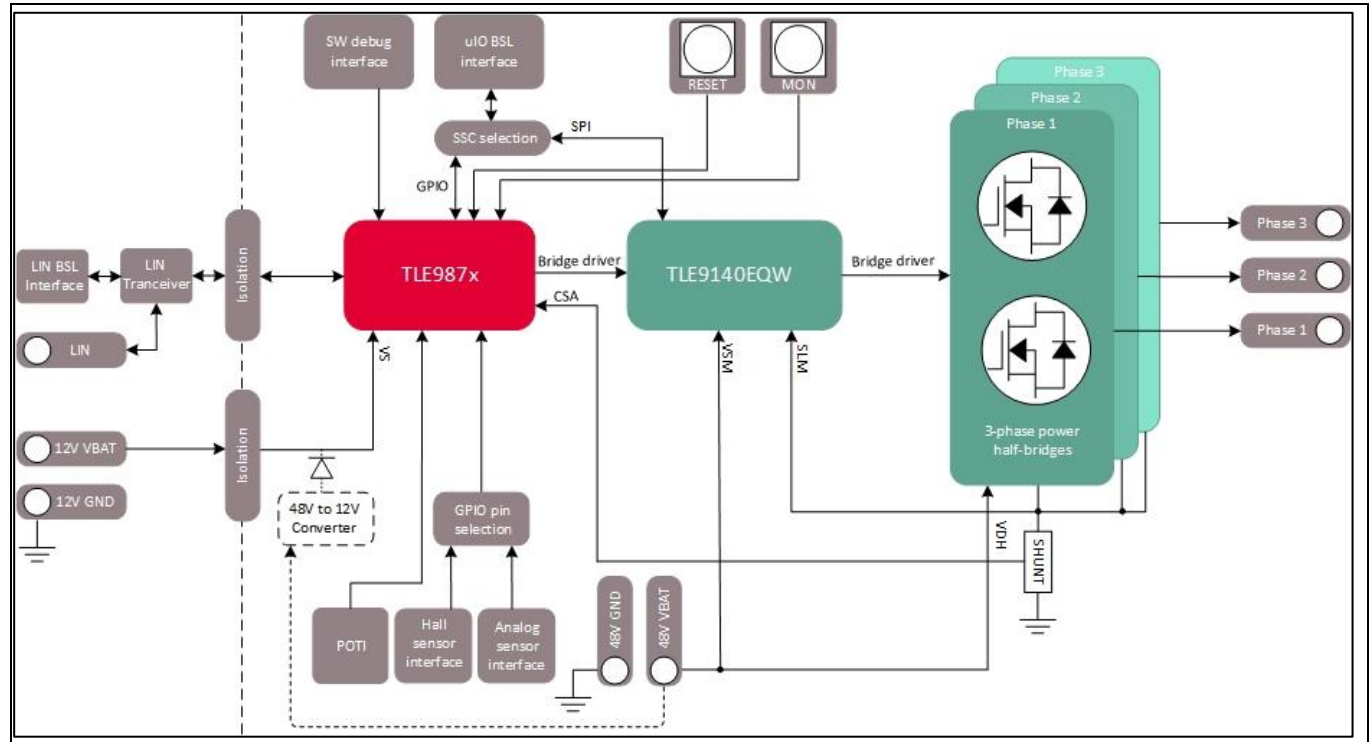 SW debug
interface
uIO BSL
interface
RESET
MON
Phase 3
Phase 2
Phase 1
SSC selection
SPI
GPIO
LIN BSL
Interface
LIN
Tranceiver
Isolation
TLE987x
Bridge driver
TLE9140EQW
Bridge driver
CSA
Phase 3
Phase 2
Phase 1
LIN
VS
VSM
SLM
3-phase power
half-bridges
12V VBAT
Isolation
12V GND
48V to 12V
Converter
GPIO pin
selection
VDH
SHUNT
POTI
Hall
sensor
interface
Analog
sensor
interface
48V GND
48V VBAT